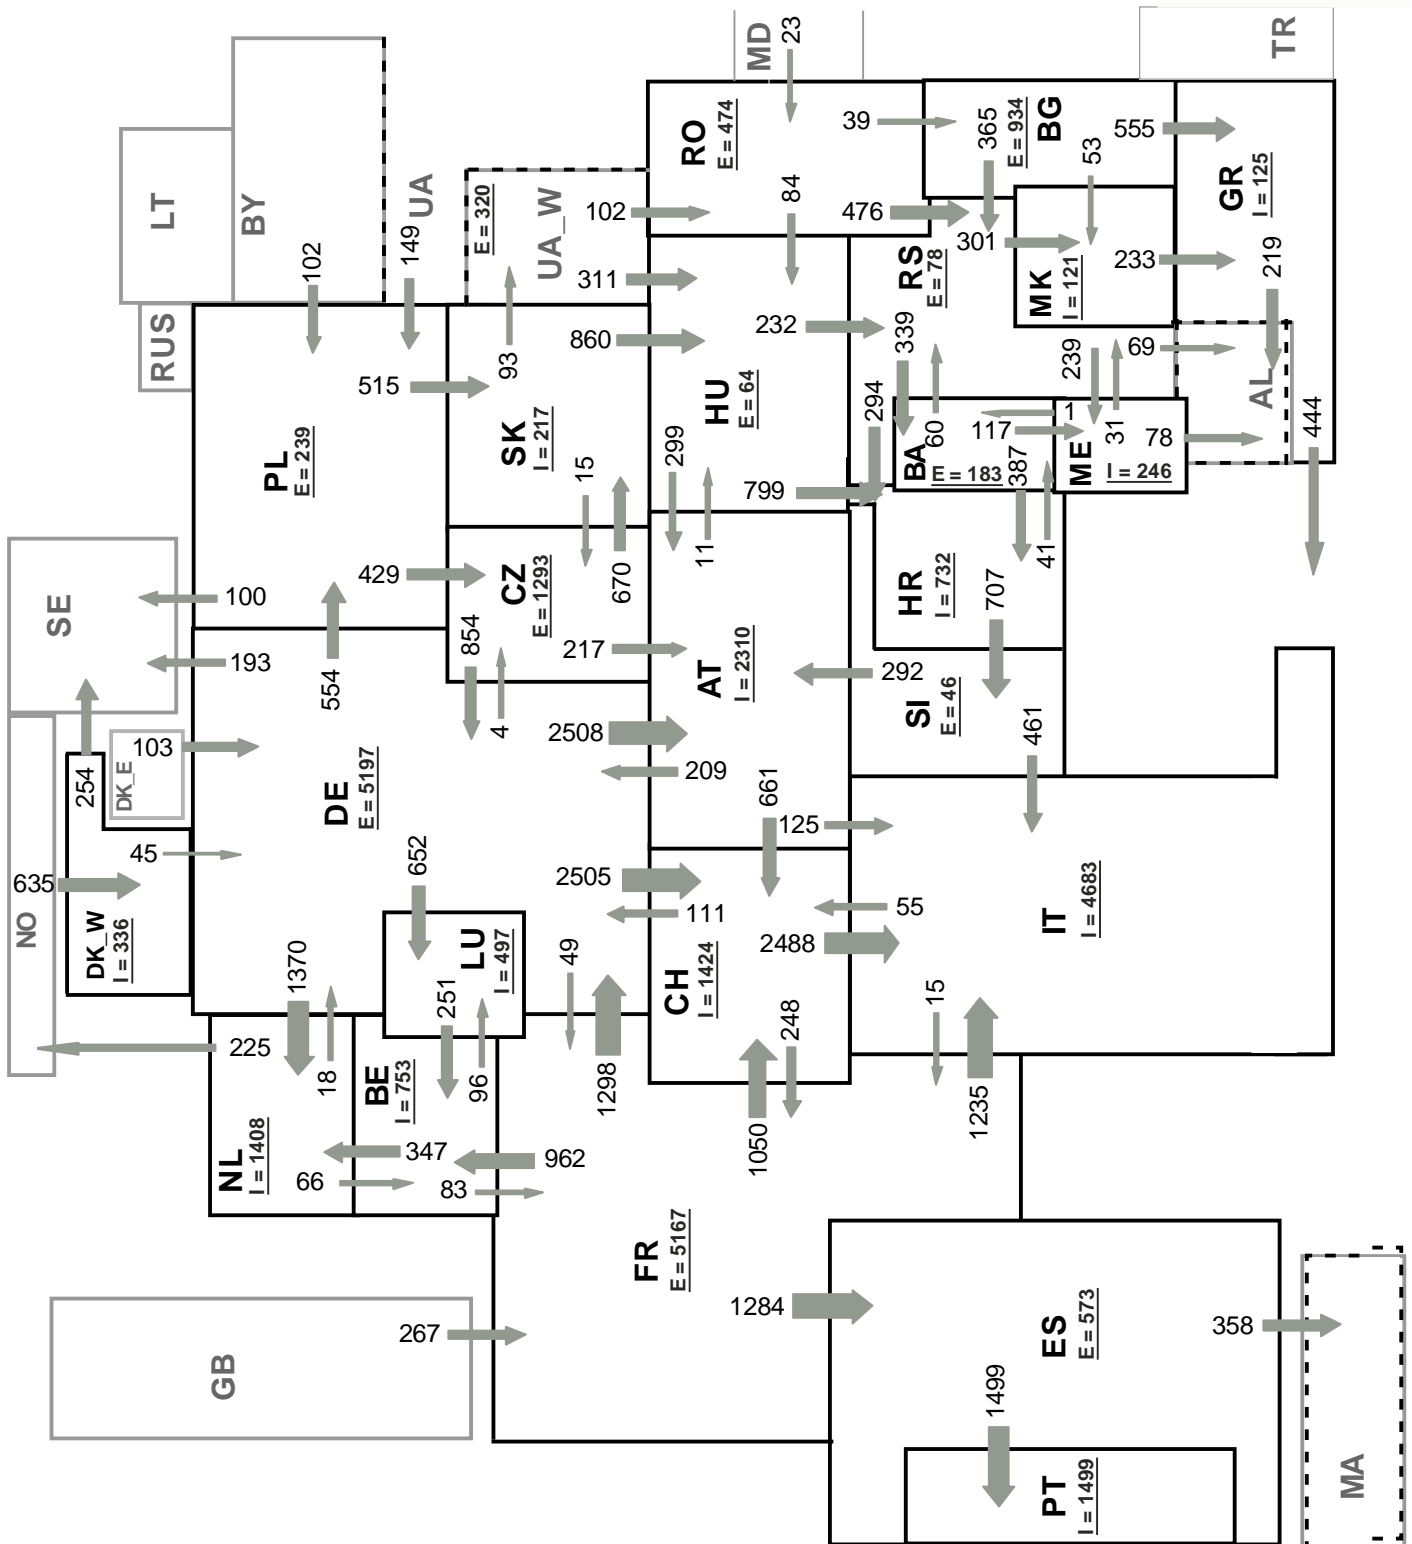 MD
23
TR
LT
BY
RO
E = 474
39
365
E = 934
BG
53
555
GR
I = 125
102
149
UA
E = 320
UA_W
102
84
476
RS
E = 78
301
MK
I = 121
233
219
RUS
311
860
93
232
339
239
69
AL
444
515
PL
E = 239
SK
I = 217
15
299
HU
E = 64
294
60
117
1
31
78
BA
E = 183
387
ME
I = 246
799
11
41
SE
100
193
429
554
CZ
E = 1293
670
854
4
217
AT
I = 2310
292
HR
I = 732
707
SI
E = 46
461
254
DK_E
103
2508
209
661
125
45
635
NO
DK_W
I = 336
DE
E = 5197
652
LU
I = 497
2505
111
55
2488
IT
I = 4683
1370
18
225
251
96
49
1298
CH
I = 1424
248
1050
15
1235
NL
I = 1408
BE
I = 753
347
66
962
83
FR
E = 5167
1284
ES
E = 573
358
GB
267
1499
PT
I = 1499
MA